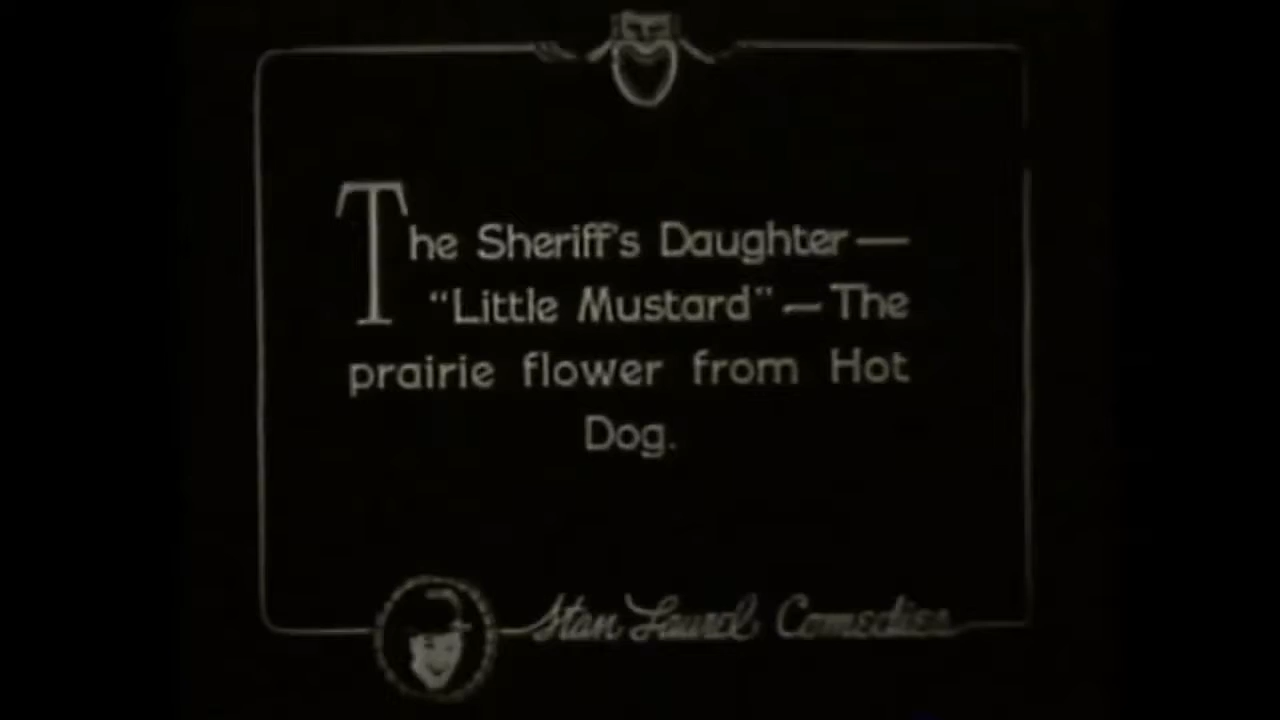 The Sheriff's Daughter—
“Little Mustard” — The
prairie flower from Hot
Dog.
Stan Laurel Comedies